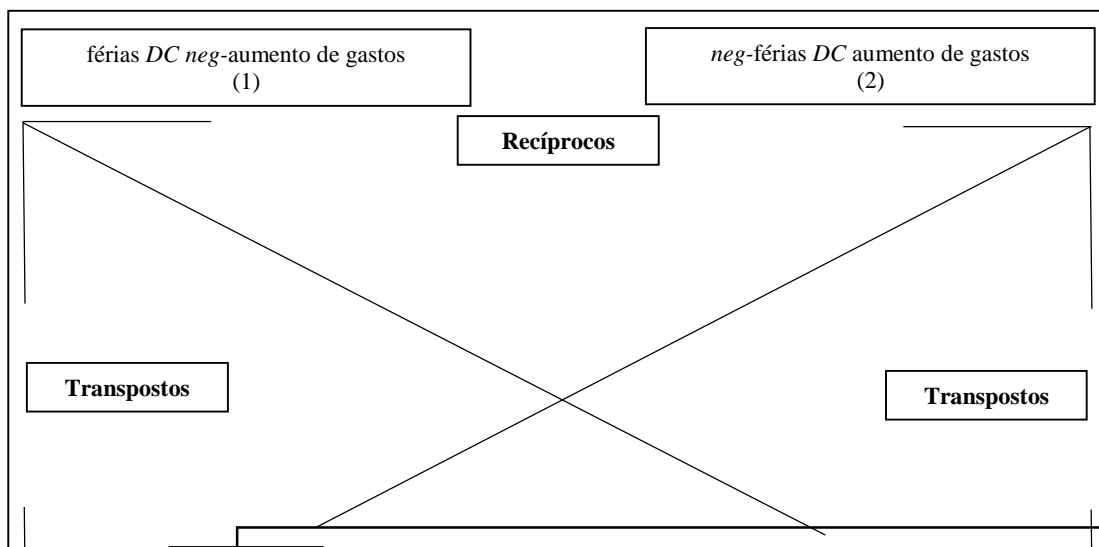 férias DC neg-aumento de gastos
(1)
neg-férias DC aumento de gastos
(2)
Recíprocos
Transpostos
Transpostos